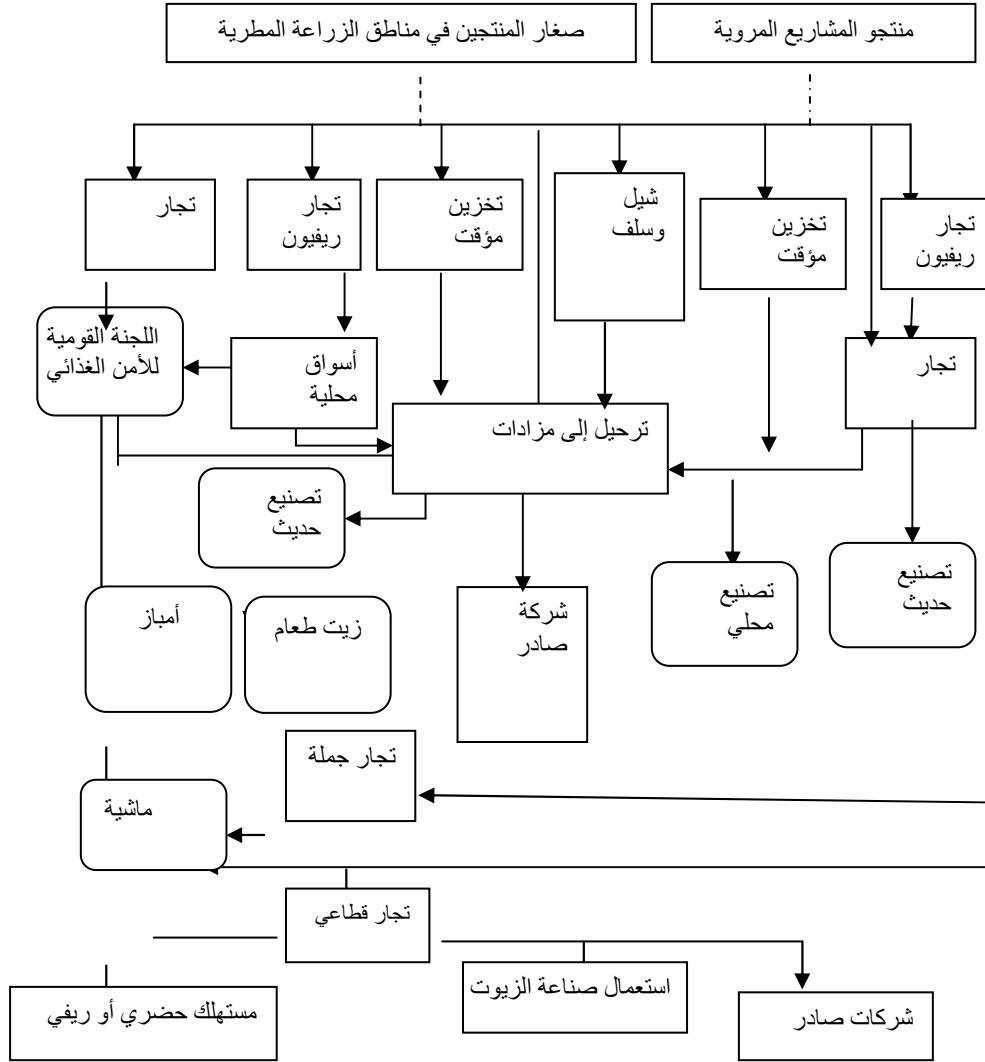 منتجو المشاريع المروية
صغار المنتجين في مناطق الزراعة المطرية
تجار
ريفيون
تخزين
مؤقت
شيل
وسلف
تخزين
مؤقت
تجار
ريفيون
تجار
تجار
أسواق
محلية
اللجنة القومية
للأمن الغذائي
ترحيل إلى مزادات
تصنيع
حديث
تصنيع
محلي
شركة
صادر
تصنيع
حديث
زيت طعام
أمباز
تجار جملة
ماشية
تجار قطاعي
شركات صادر
استعمال صناعة الزيوت
مستهلك حضري أو ريفي